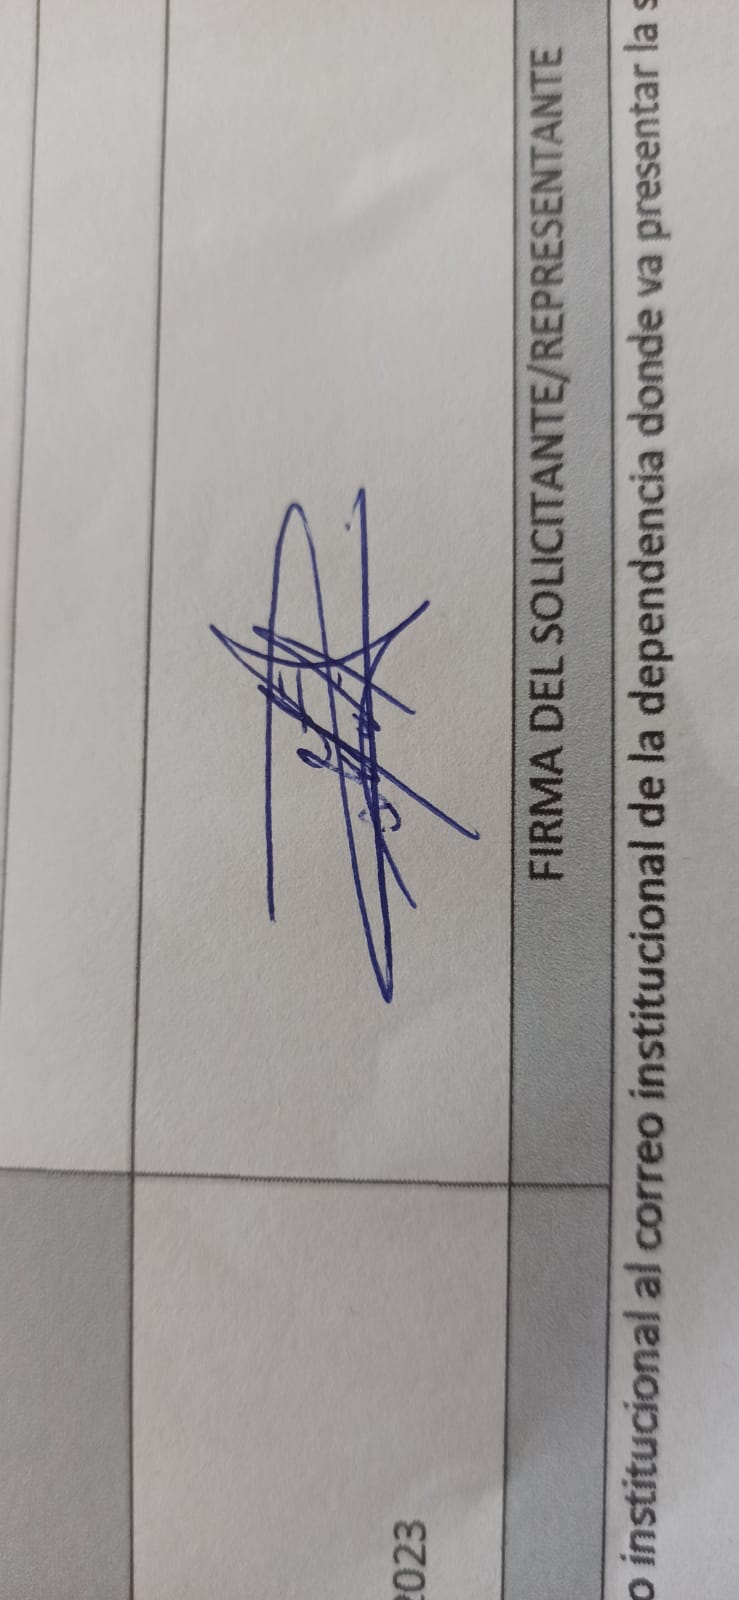 2023
FIRMA DEL SOLICITANTE/REPRESENTANTE
o institucional al correo institucional de la dependencia donde va presentar la s